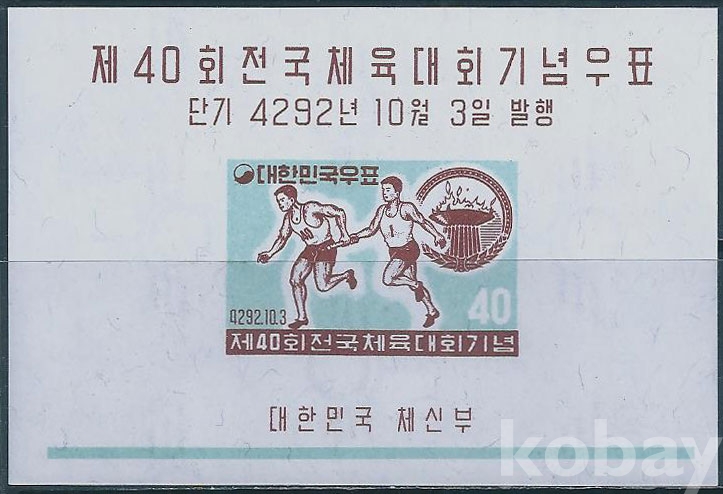 제40회전국체육대회기념우표
단기 4292년 10월 3일 발행
대한민국우표
40
4292.10.3
제40회전국체육대회기념
대한민국 체신부
kobay